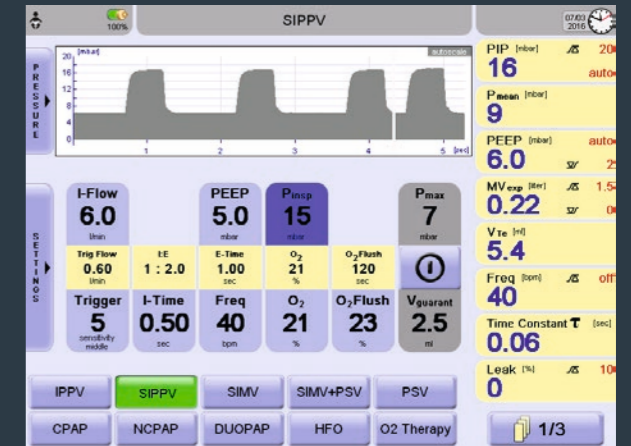 100%
SIPPV
07/03
2016
PRESSURE
[mbar]
autoscale
20
16
12
8
4
0
1
2
3
4
5 [sec]
PIP [mbar]
20
16
auto
Pmean [mbar]
9
PEEP [mbar]
auto
6.0
2
MVexp [liter]
1.5
0.22
0
VTe [ml]
5.4
Freq [bpm]
off
40
Time Constant τ [sec]
0.06
Leak [%]
10
0
1/3
SETTINGS
I-Flow
6.0
l/min
PEEP
5.0
mbar
Pinsp
15
mbar
Pmax
7
mbar
Trig Flow
0.60
l/min
I:E
1 : 2.0
E-Time
1.00
sec
O2
21
%
O2Flush
120
sec
Trigger
5
sensitivity
middle
I-Time
0.50
sec
Freq
40
bpm
O2
21
%
O2Flush
23
%
Vguarant
2.5
ml
IPPV
SIPPV
SIMV
SIMV+PSV
PSV
CPAP
NCPAP
DUOPAP
HFO
O2 Therapy